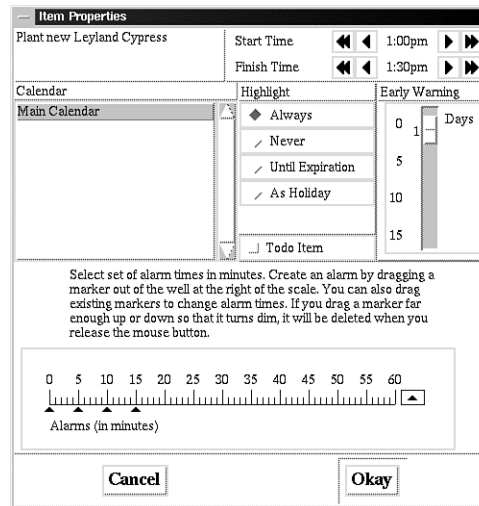 Item Properties
Plant new Leyland Cypress
Start Time 1:00pm
Finish Time 1:30pm
Calendar
Main Calendar
Highlight
Always
Never
Until Expiration
As Holiday
Todo Item
Early Warning
0 1 Days
5
10
15
Select set of alarm times in minutes. Create an alarm by dragging a
marker out of the well at the right of the scale. You can also drag
existing markers to change alarm times. If you drag a marker far
enough up or down so that it turns dim, it will be deleted when you
release the mouse button.
0 5 10 15 20 25 30 35 40 45 50 55 60
Alarms (in minutes)
Cancel Okay